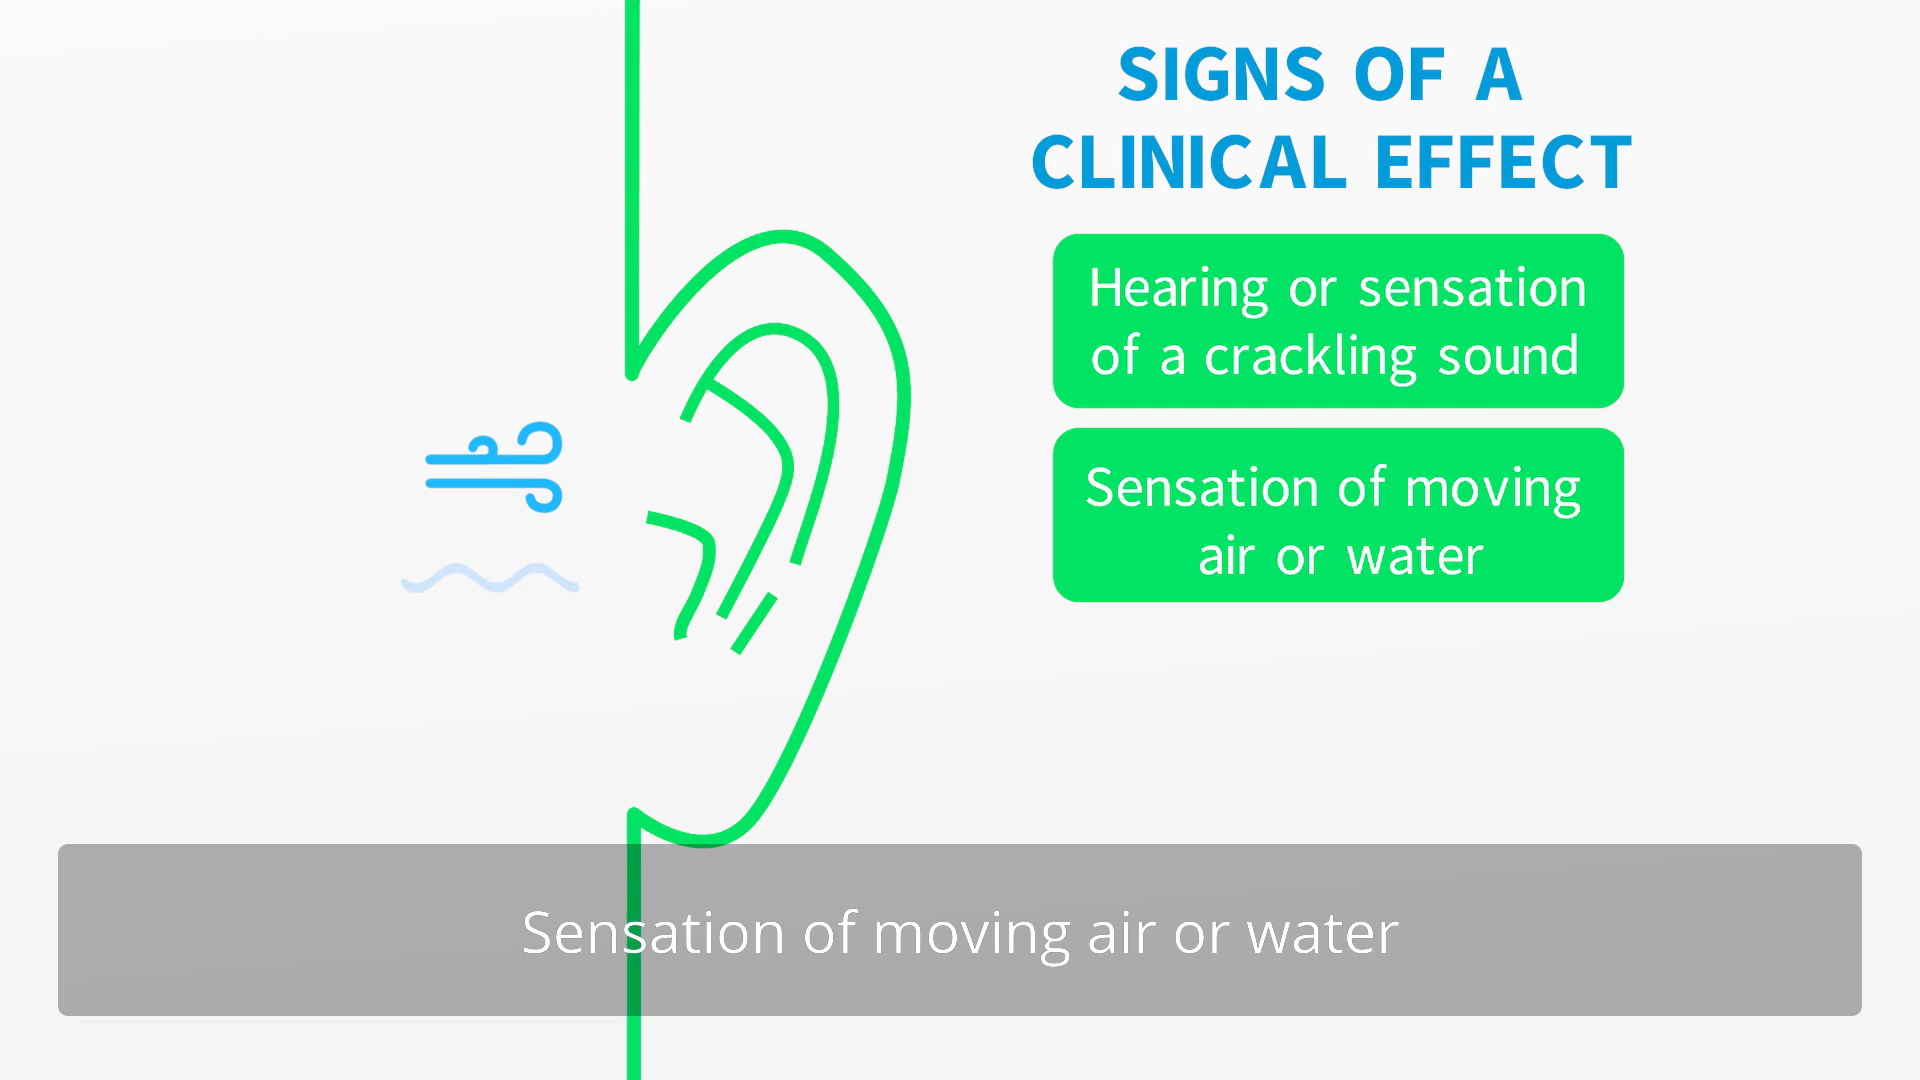 SIGNS OF A
CLINICAL EFFECT
Hearing or sensation
of a crackling sound
Sensation of moving
air or water
Sensation of moving air or water